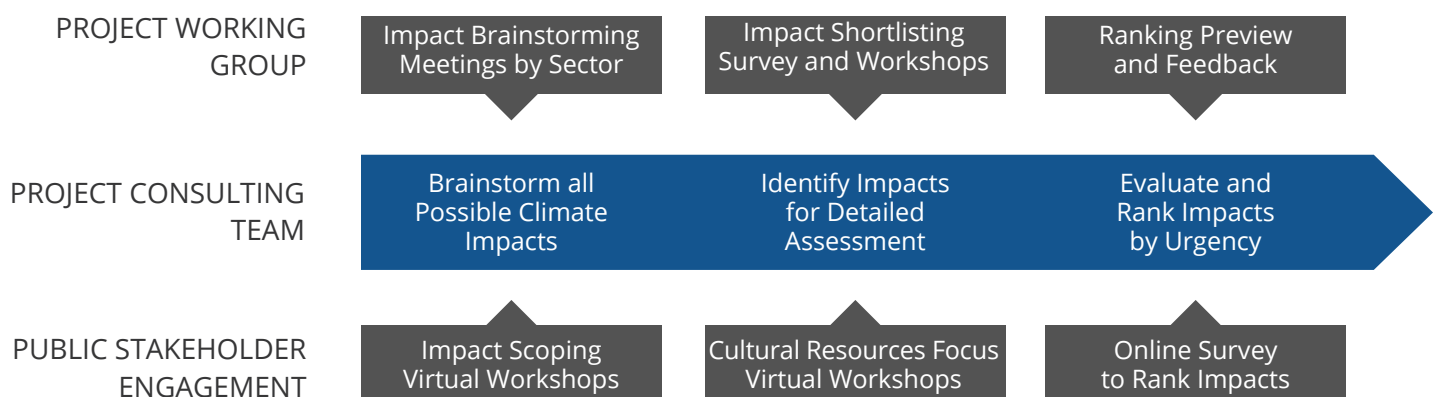 PROJECT WORKING
GROUP
Impact Brainstorming
Meetings by Sector
Impact Shortlisting
Survey and Workshops
Ranking Preview
and Feedback
PROJECT CONSULTING
TEAM
Brainstorm all
Possible Climate
Impacts
Identify Impacts
for Detailed
Assessment
Evaluate and
Rank Impacts
by Urgency
PUBLIC STAKEHOLDER
ENGAGEMENT
Impact Scoping
Virtual Workshops
Cultural Resources Focus
Virtual Workshops
Online Survey
to Rank Impacts